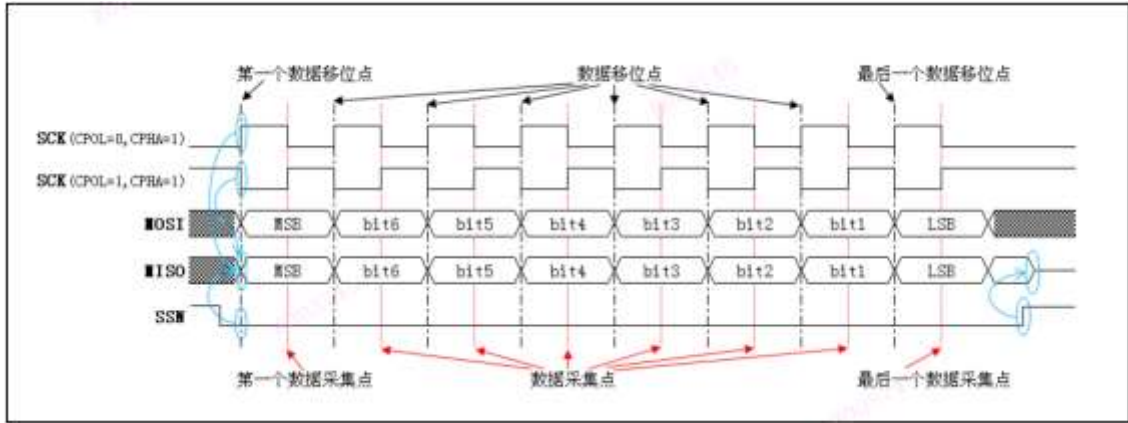 第一个数据移位点 数据移位点 最后一个数据移位点
SCK(CPOL=0,CPHA=1)
SCK(CPOL=1,CPHA=1)
MOSI MSB bit6 bit5 bit4 bit3 bit2 bit1 LSB
MISO MSB bit6 bit5 bit4 bit3 bit2 bit1 LSB
SSN
第一个数据采集点 数据采集点 最后一个数据采集点